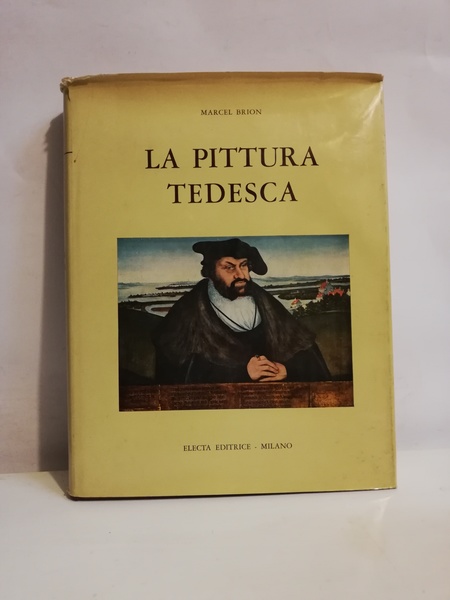 MARCEL BRION
LA PITTURA
TEDESCA
ELECTA EDITRICE - MILANO